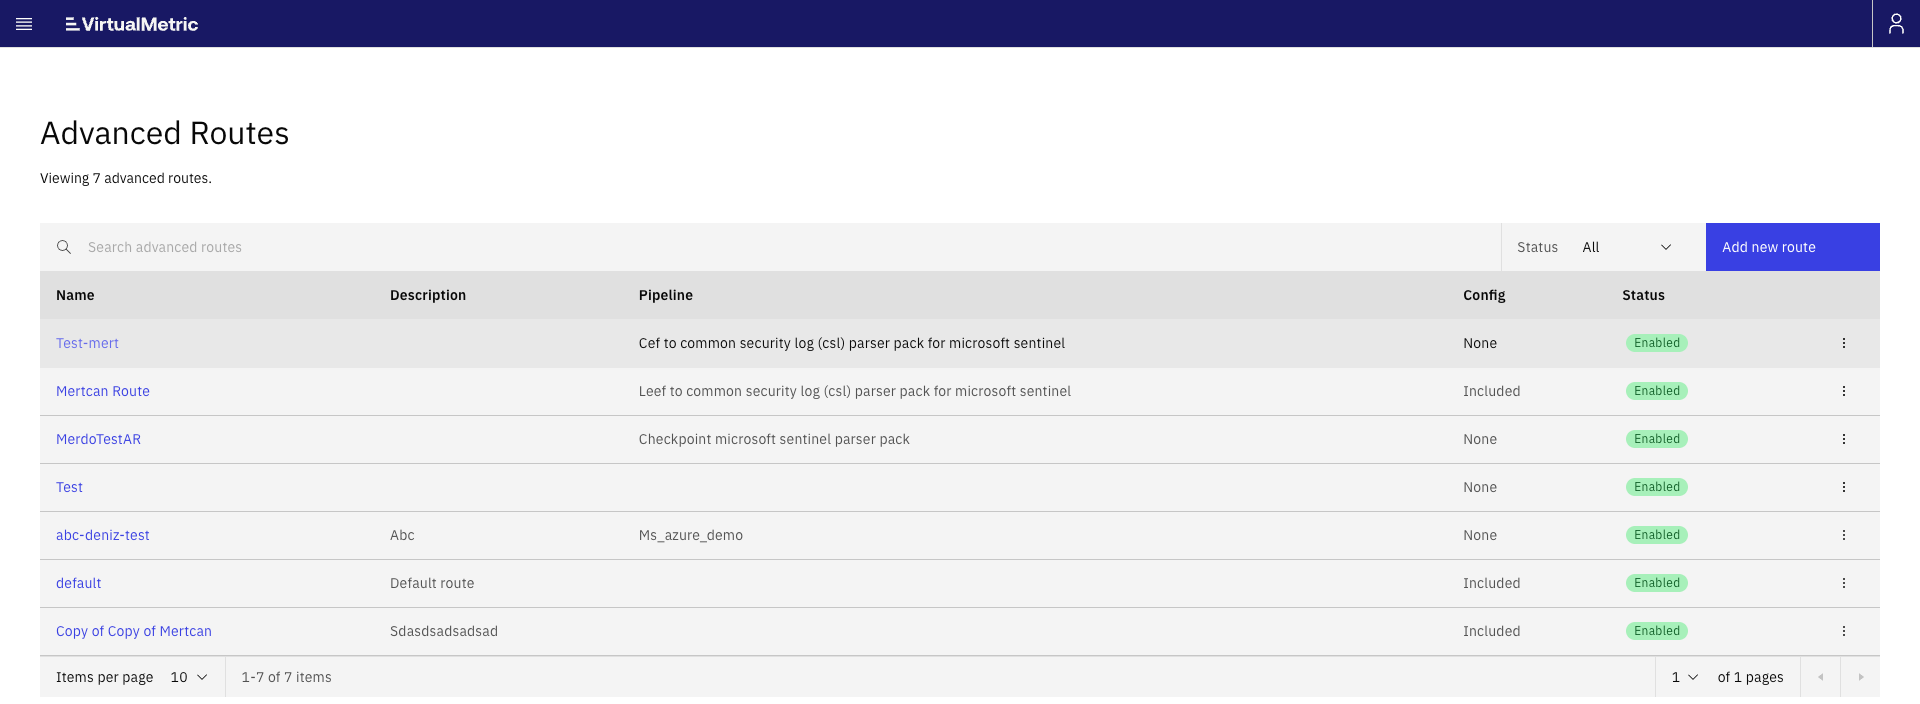 VirtualMetric
Advanced Routes
Viewing 7 advanced routes.
Search advanced routes Status All Add new route
Name Description Pipeline Config Status
Test-mert Cef to common security log (csl) parser pack for microsoft sentinel None Enabled
Mertcan Route Leef to common security log (csl) parser pack for microsoft sentinel Included Enabled
MerdoTestAR Checkpoint microsoft sentinel parser pack None Enabled
Test None Enabled
abc-deniz-test Abc Ms_azure_demo None Enabled
default Default route Included Enabled
Copy of Copy of Mertcan Sdasdsadsadsad Included Enabled
Items per page 10 1-7 of 7 items 1 of 1 pages